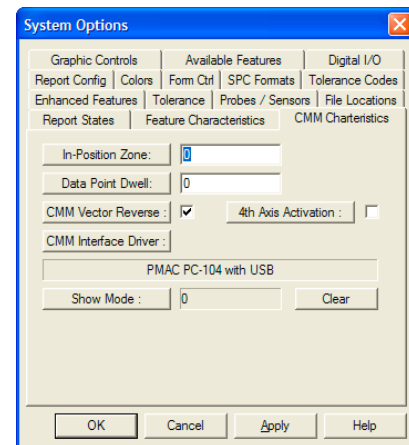 System Options
Graphic Controls Available Features Digital I/O
Report Config Colors Form Ctrl SPC Formats Tolerance Codes
Enhanced Features Tolerance Probes / Sensors File Locations
Report States Feature Characteristics CMM Charteristics
In-Position Zone: 0
Data Point Dwell: 0
CMM Vector Reverse : 4th Axis Activation :
CMM Interface Driver :
PMAC PC-104 with USB
Show Mode : 0 Clear
OK Cancel Apply Help